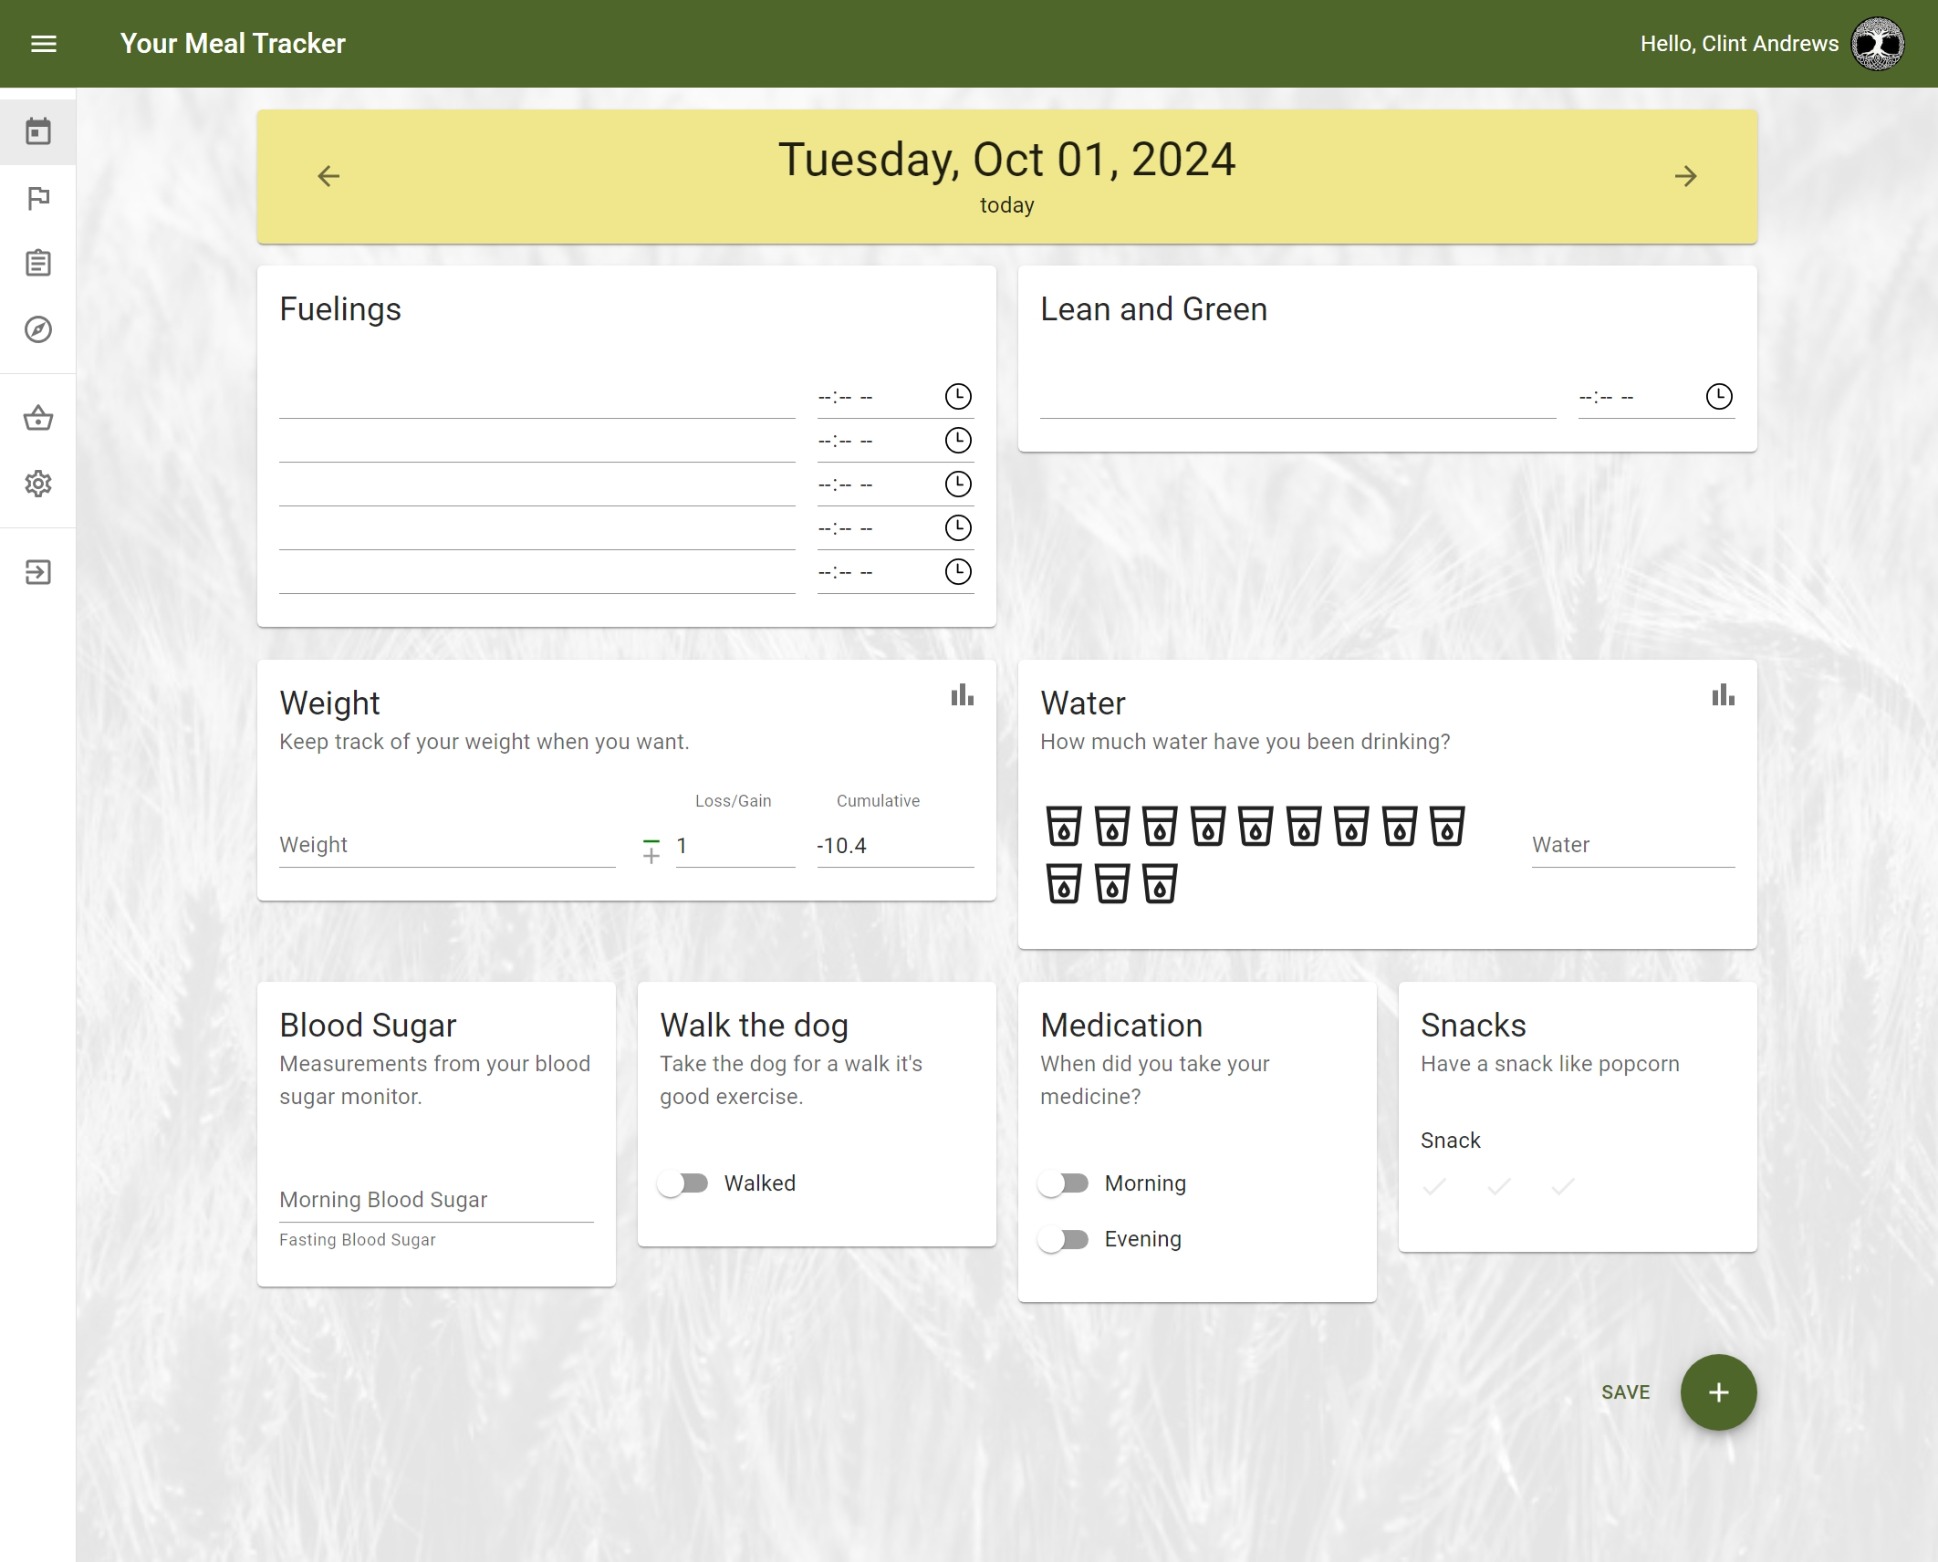 Your Meal Tracker
Hello, Clint Andrews
Tuesday, Oct 01, 2024
today
Fuelings
--:-- --
--:-- --
--:-- --
--:-- --
--:-- --
Lean and Green
--:-- --
Weight
Keep track of your weight when you want.
Loss/Gain
Cumulative
Weight
1
-10.4
Water
How much water have you been drinking?
Water
Blood Sugar
Measurements from your blood
sugar monitor.
Morning Blood Sugar
Fasting Blood Sugar
Walk the dog
Take the dog for a walk it's
good exercise.
Walked
Medication
When did you take your
medicine?
Morning
Evening
Snacks
Have a snack like popcorn
Snack
SAVE